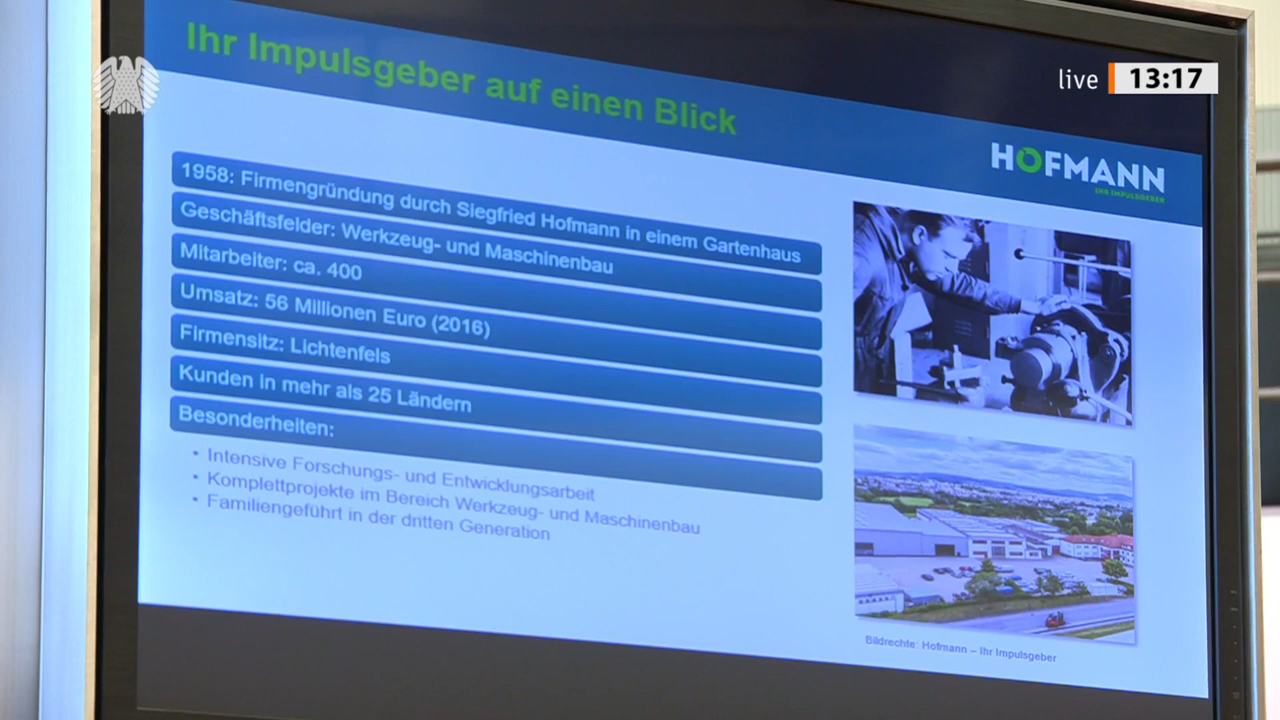 live 13:17
Ihr Impulsgeber auf einen Blick
HOFMANN
IHR IMPULSGEBER
1958: Firmengründung durch Siegfried Hofmann in einem Gartenhaus
Geschäftsfelder: Werkzeug- und Maschinenbau
Mitarbeiter: ca. 400
Umsatz: 56 Millionen Euro (2016)
Firmensitz: Lichtenfels
Kunden in mehr als 25 Ländern
Besonderheiten:
• Intensive Forschungs- und Entwicklungsarbeit
• Komplettprojekte im Bereich Werkzeug- und Maschinenbau
• Familiengeführt in der dritten Generation
Bildrechte: Hofmann – Ihr Impulsgeber